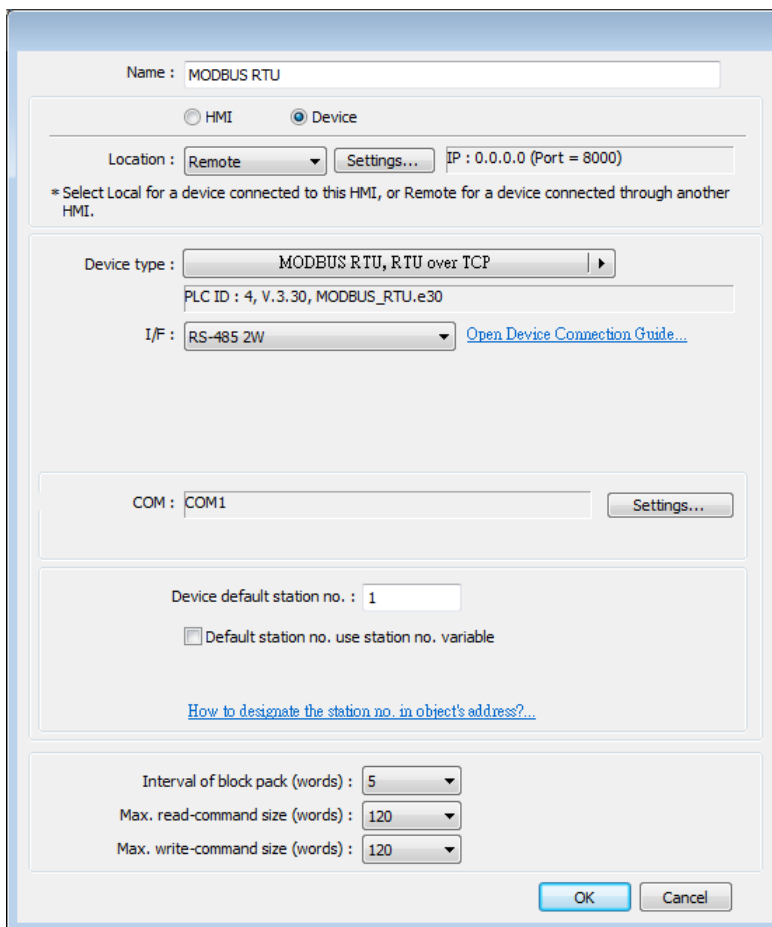 Name : MODBUS RTU
HMI Device
Location : Remote Settings... IP : 0.0.0.0 (Port = 8000)
* Select Local for a device connected to this HMI, or Remote for a device connected through another
HMI.
Device type : MODBUS RTU, RTU over TCP
PLC ID : 4, V.3.30, MODBUS_RTU.e30
I/F : RS-485 2W Open Device Connection Guide...
COM : COM1 Settings...
Device default station no. : 1
Default station no. use station no. variable
How to designate the station no. in object's address?...
Interval of block pack (words) : 5
Max. read-command size (words) : 120
Max. write-command size (words) : 120
OK Cancel